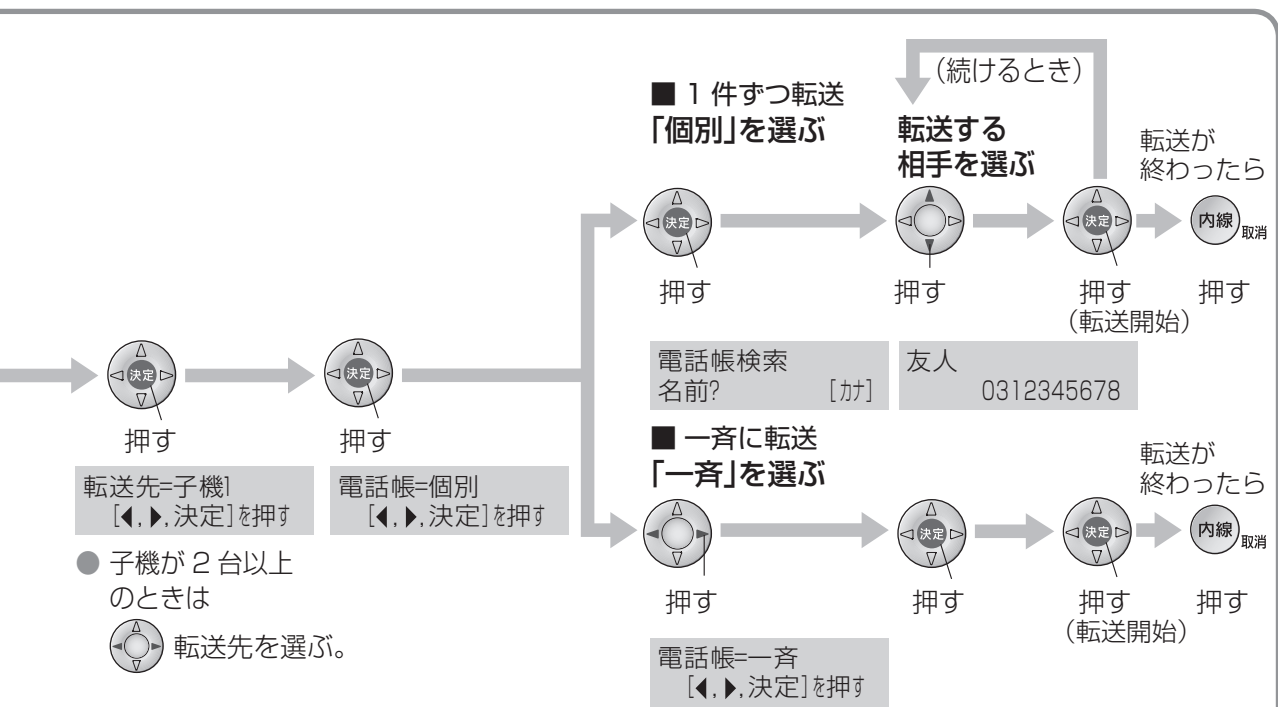 決定
押す
転送先=子機1
[◀,▶,決定]を押す
● 子機が 2 台以上
のときは
転送先を選ぶ。
決定
押す
電話帳=個別
[◀,▶,決定]を押す
■ 1 件ずつ転送
「個別」を選ぶ
決定
押す
電話帳検索
名前? [カナ]
(続けるとき)
転送する
相手を選ぶ
押す
友人
0312345678
決定
押す
(転送開始)
転送が
終わったら
内線 取消
押す
■ 一斉に転送
「一斉」を選ぶ
押す
電話帳=一斉
[◀,▶,決定]を押す
決定
押す
決定
押す
(転送開始)
転送が
終わったら
内線 取消
押す